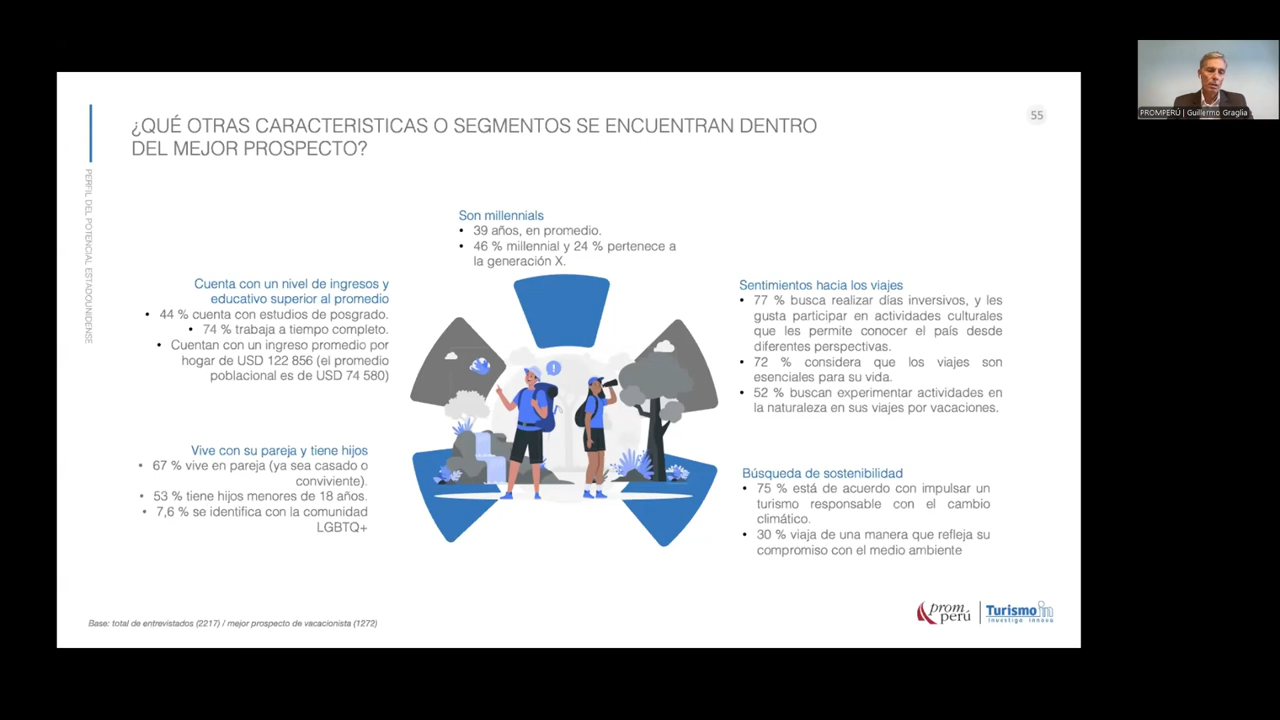 PROMPERÚ | Guillermo Graglia
55
¿QUÉ OTRAS CARACTERISTICAS O SEGMENTOS SE ENCUENTRAN DENTRO
DEL MEJOR PROSPECTO?
PERFIL DEL POTENCIAL ESTADOUNIDENSE
Son millennials
• 39 años, en promedio.
• 46 % millennial y 24 % pertenece a
la generación X.
Cuenta con un nivel de ingresos y
educativo superior al promedio
• 44 % cuenta con estudios de posgrado.
• 74 % trabaja a tiempo completo.
• Cuentan con un ingreso promedio por
hogar de USD 122 856 (el promedio
poblacional es de USD 74 580)
Sentimientos hacia los viajes
• 77 % busca realizar días inversivos, y les
gusta participar en actividades culturales
que les permite conocer el país desde
diferentes perspectivas.
• 72 % considera que los viajes son
esenciales para su vida.
• 52 % buscan experimentar actividades en
la naturaleza en sus viajes por vacaciones.
Vive con su pareja y tiene hijos
• 67 % vive en pareja (ya sea casado o
conviviente).
• 53 % tiene hijos menores de 18 años.
• 7,6 % se identifica con la comunidad
LGBTQ+
Búsqueda de sostenibilidad
• 75 % está de acuerdo con impulsar un
turismo responsable con el cambio
climático.
• 30 % viaja de una manera que refleja su
compromiso con el medio ambiente
Base: total de entrevistados (2217) / mejor prospecto de vacacionista (1272)
prom
perú
Turismo in
investiga innova